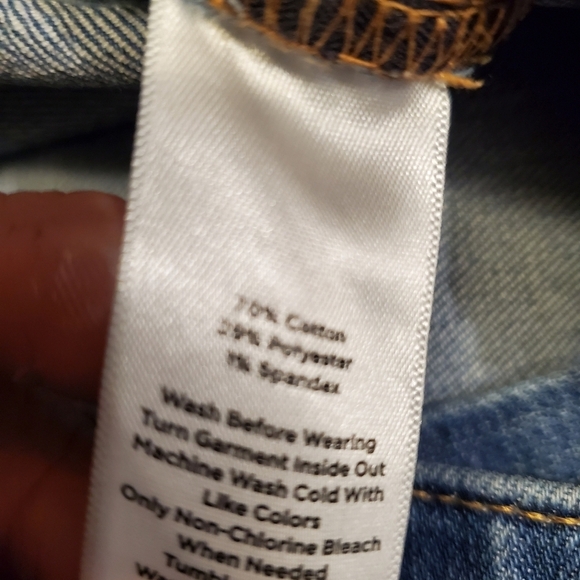 70% Cotton
29% Polyester
1% Spandex
Wash Before Wearing
Turn Garment Inside Out
Machine Wash Cold With
Like Colors
Only Non-Chlorine Bleach
When Needed